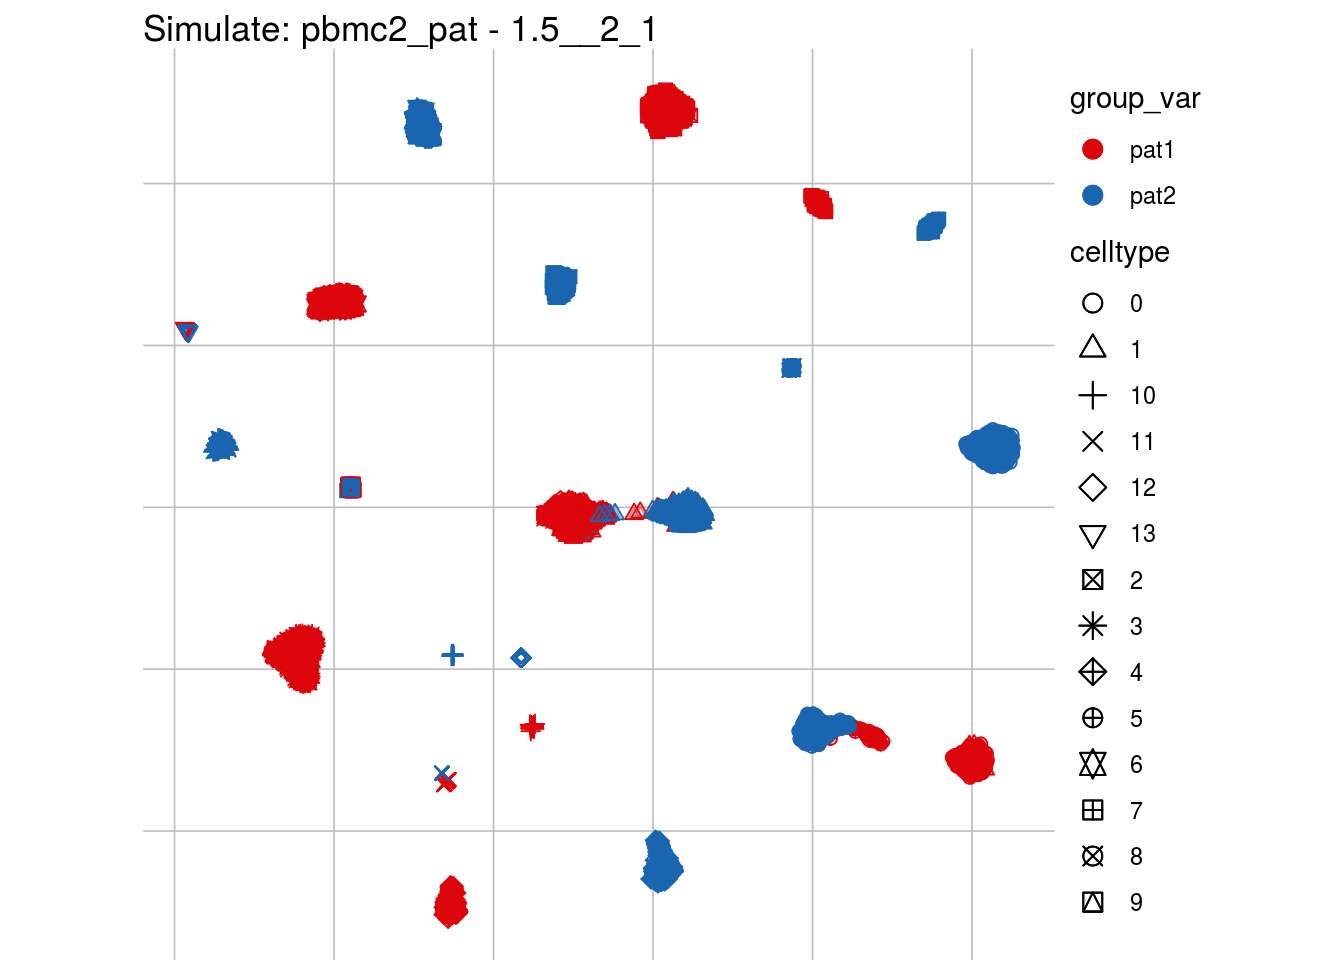 Simulate: pbmc2_pat - 1.5__2_1
group_var
pat1
pat2
celltype
0
1
10
11
12
13
2
3
4
5
6
7
8
9